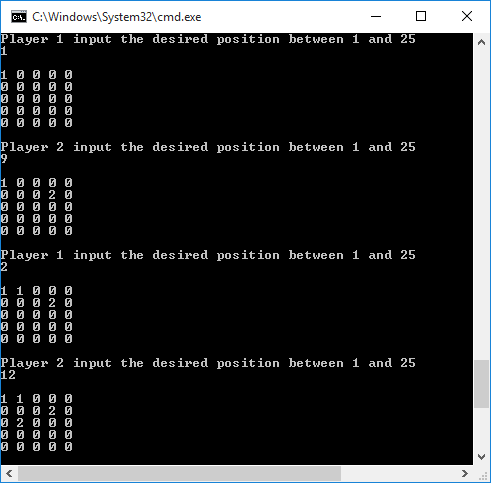 C:\Windows\System32\cmd.exe
Player 1 input the desired position between 1 and 25
1
1 0 0 0 0
0 0 0 0 0
0 0 0 0 0
0 0 0 0 0
0 0 0 0 0
Player 2 input the desired position between 1 and 25
9
1 0 0 0 0
0 0 0 2 0
0 0 0 0 0
0 0 0 0 0
0 0 0 0 0
Player 1 input the desired position between 1 and 25
2
1 1 0 0 0
0 0 0 2 0
0 0 0 0 0
0 0 0 0 0
0 0 0 0 0
Player 2 input the desired position between 1 and 25
12
1 1 0 0 0
0 0 0 2 0
0 2 0 0 0
0 0 0 0 0
0 0 0 0 0